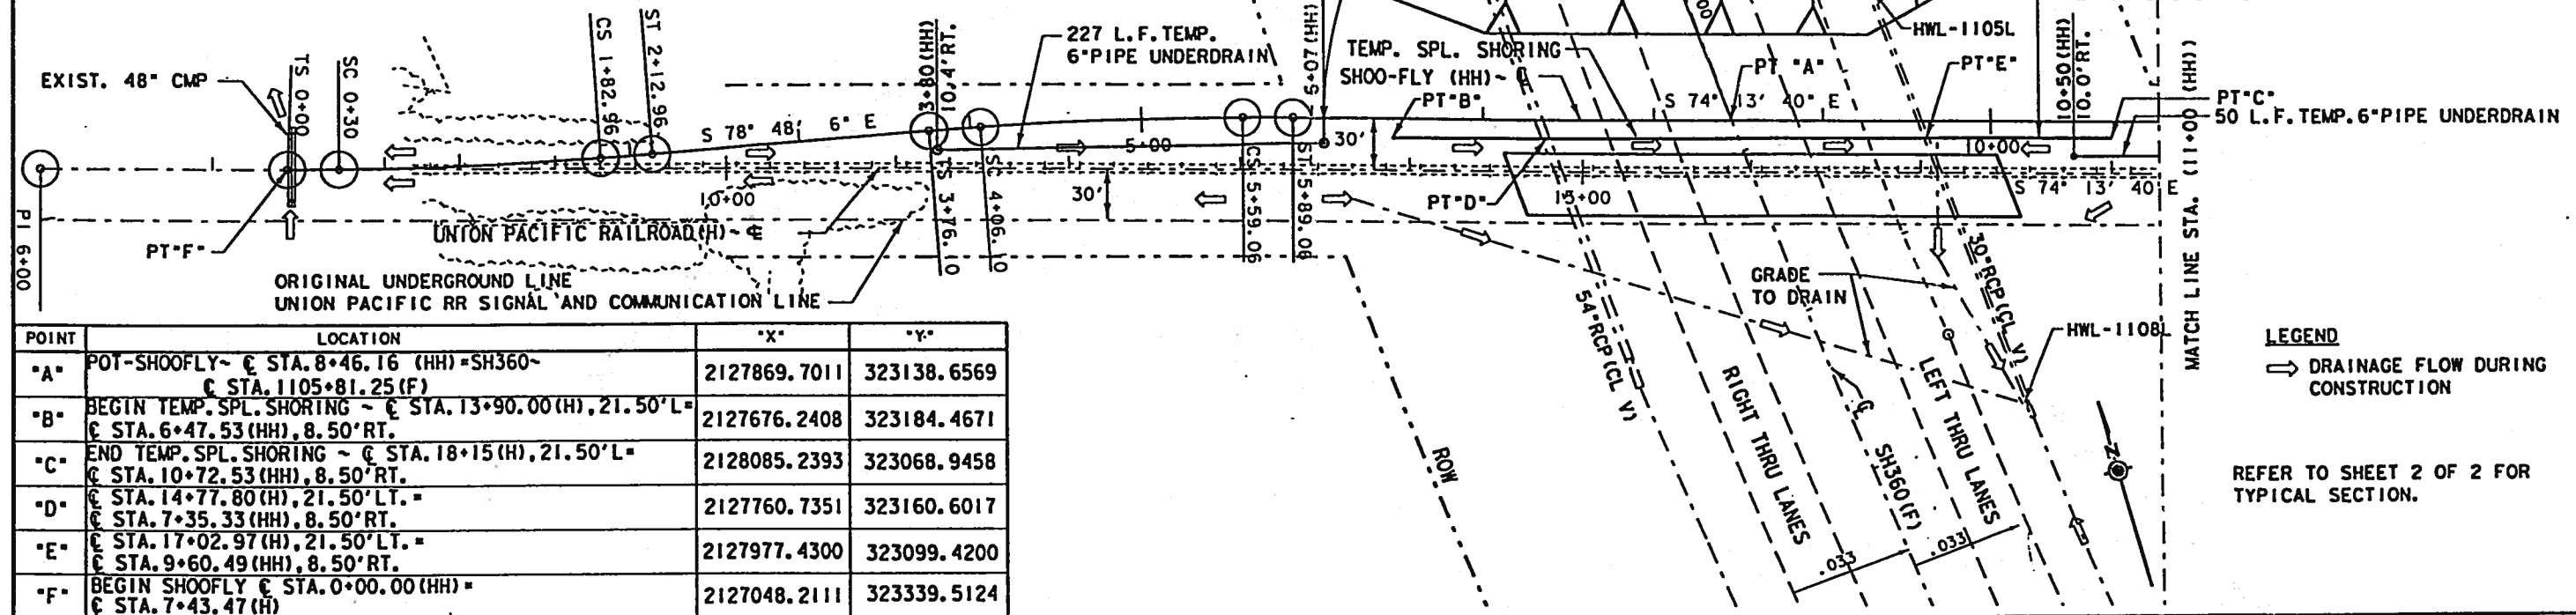 EXIST. 48" CMP
TS 0+00
SC 0+30
CS 1+82.96
ST 2+12.96
S 78° 48' 6" E
3+80(HH)
10.4'RT.
227 L.F. TEMP.
6"PIPE UNDERDRAIN
5+07(HH)
TEMP. SPL. SHORING
SHOO-FLY (HH)~ ℄
PT "A"
PT"B"
S 74° 13' 40" E
HWL-1105L
PT"E"
10+50(HH)
10.0'RT.
MATCH LINE STA. (11+00 (HH))
PT"C"
50 L.F. TEMP. 6"PIPE UNDERDRAIN
5+00
30'
10+00
S 74° 13' 40" E
PI 6+00
PT"F"
10+00
30'
TS 3+76.10
SC 4+06.10
CS 5+59.06
ST 5+89.06
PT"D"
15+00
UNION PACIFIC RAILROAD(H)~℄
ORIGINAL UNDERGROUND LINE
UNION PACIFIC RR SIGNAL AND COMMUNICATION LINE
54"RCP(CL V)
GRADE
TO DRAIN
30"RCP(CL V)
HWL-1108L
ROW
RIGHT THRU LANES
℄ SH360(F)
LEFT THRU LANES
.033
.033
N
LEGEND
DRAINAGE FLOW DURING
CONSTRUCTION
REFER TO SHEET 2 OF 2 FOR
TYPICAL SECTION.
POINT LOCATION "X" "Y"
"A" POT-SHOOFLY~ ℄ STA. 8+46.16 (HH)=SH360~ 2127869.7011 323138.6569
℄ STA. 1105+81.25(F)
"B" BEGIN TEMP. SPL. SHORING ~ ℄ STA. 13+90.00(H), 21.50'L= 2127676.2408 323184.4671
℄ STA. 6+47.53(HH), 8.50'RT.
"C" END TEMP. SPL. SHORING ~ ℄ STA. 18+15(H), 21.50'L= 2128085.2393 323068.9458
℄ STA. 10+72.53(HH), 8.50'RT.
"D" ℄ STA. 14+77.80(H), 21.50'LT. = 2127760.7351 323160.6017
℄ STA. 7+35.33(HH), 8.50'RT.
"E" ℄ STA. 17+02.97(H), 21.50'LT. = 2127977.4300 323099.4200
℄ STA. 9+60.49(HH), 8.50'RT.
"F" BEGIN SHOOFLY ℄ STA. 0+00.00(HH)= 2127048.2111 323339.5124
℄ STA. 7+43.47(H)